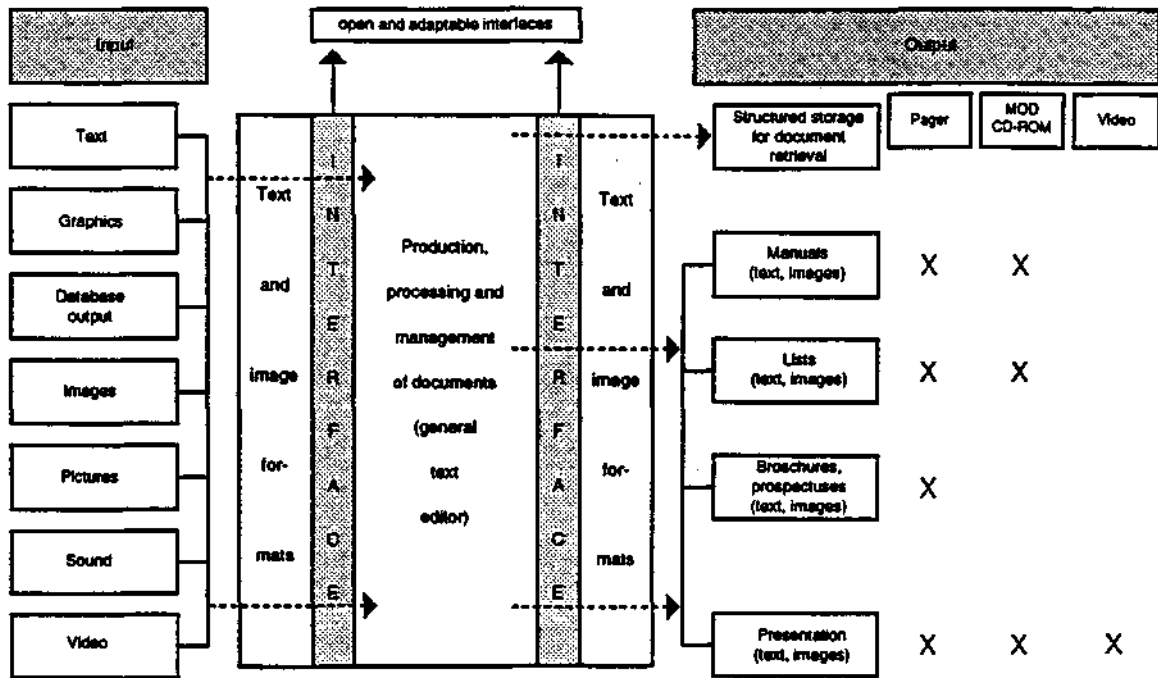 open and adaptable interfaces
Input
Output
Text
Graphics
Database
output
Images
Pictures
Sound
Video
Text
and
image
for-
mats
I
N
T
E
R
F
A
C
E
Production,
processing and
management
of documents
(general
text
editor)
I
N
T
E
R
F
A
C
E
Text
and
image
for-
mats
Structured storage
for document
retrieval
Pager
MOD
CD-ROM
Video
Manuals
(text, images)
X X
Lists
(text, images)
X X
Broschures,
prospectuses
(text, images)
X
Presentation
(text, images)
X X X